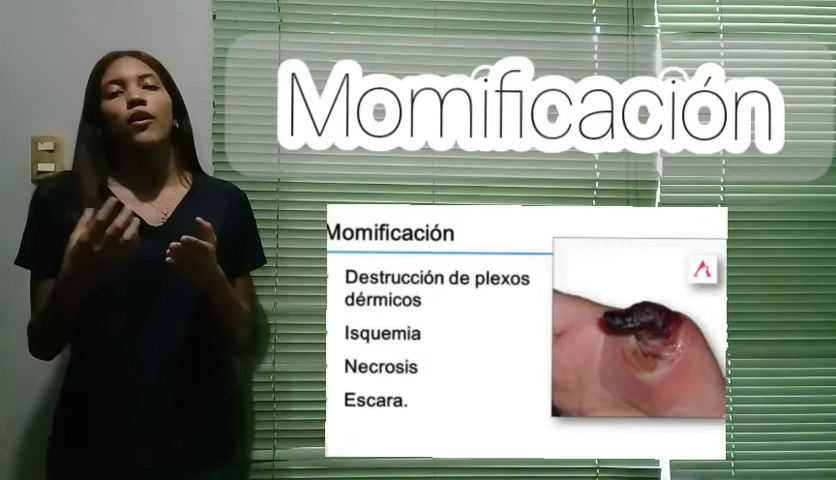 Momificación
Momificación
Destrucción de plexos
dérmicos
Isquemia
Necrosis
Escara.